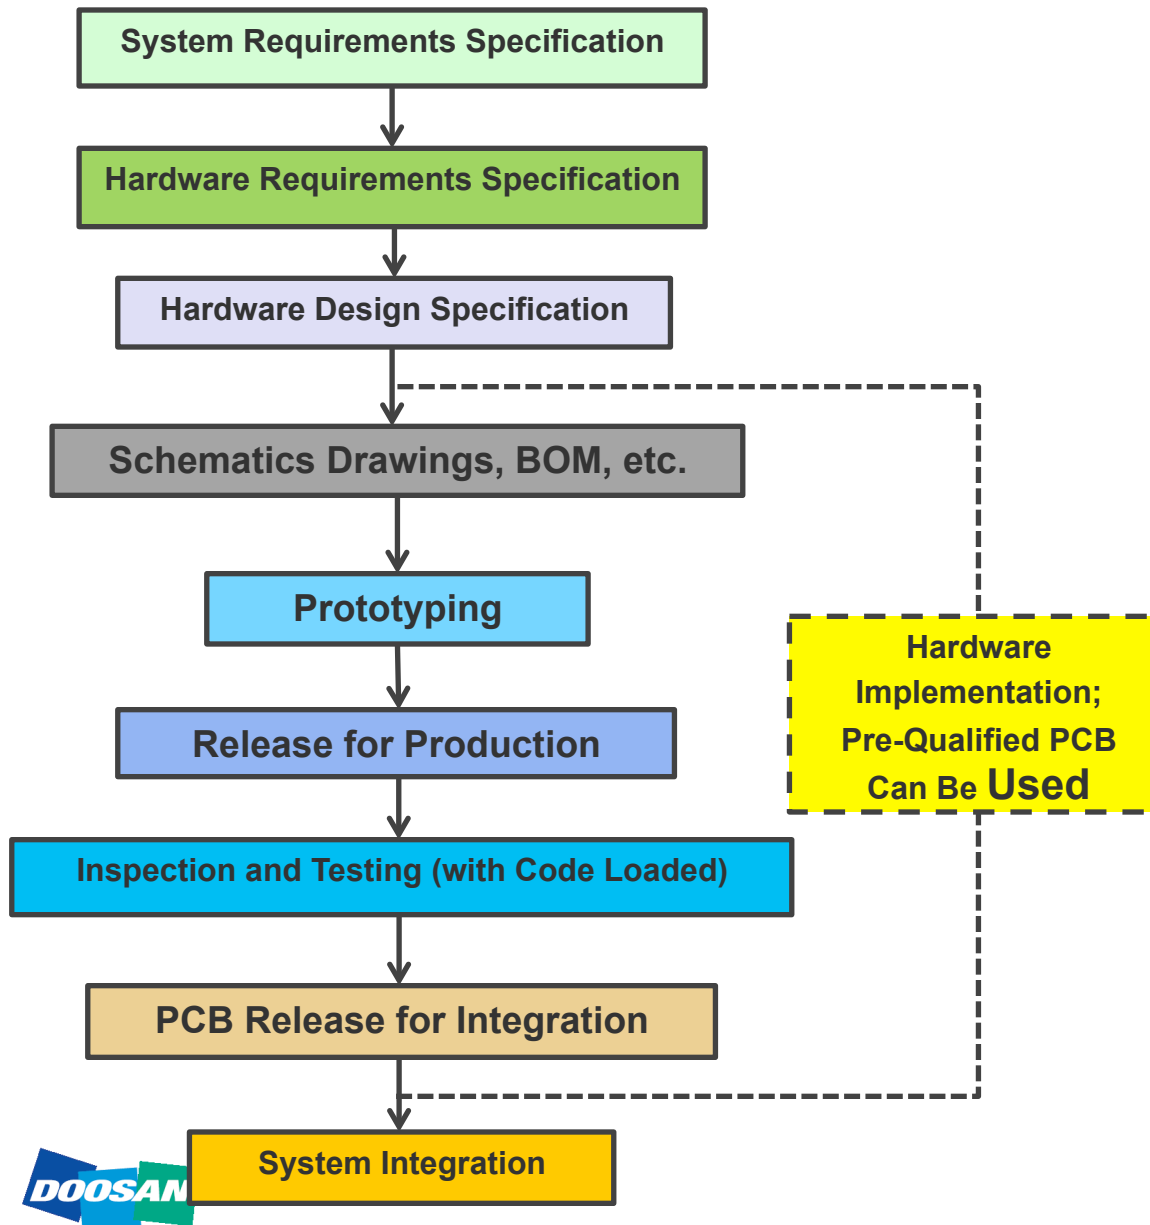 System Requirements Specification
Hardware Requirements Specification
Hardware Design Specification
Schematics Drawings, BOM, etc.
Prototyping
Release for Production
Hardware
Implementation;
Pre-Qualified PCB
Can Be Used
Inspection and Testing (with Code Loaded)
PCB Release for Integration
System Integration
DOOSAN